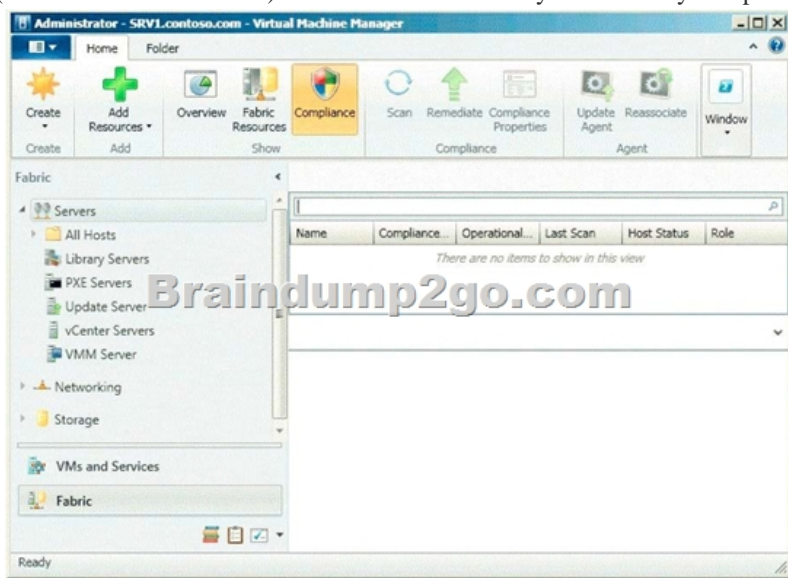 Administrator - SRV1.contoso.com - Virtual Machine Manager
Home Folder
Create
Add Resources
Overview
Fabric Resources
Compliance
Scan
Remediate
Compliance Properties
Update Agent
Reassociate
Window
Create
Add
Show
Compliance
Agent
Fabric
Servers
All Hosts
Library Servers
PXE Servers
Update Server
vCenter Servers
VMM Server
Networking
Storage
VMs and Services
Fabric
Name Compliance... Operational... Last Scan Host Status Role
There are no items to show in this view
Braindump2go.com
Ready